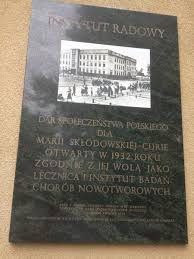 INSTYTUT RADOWY
DAR SPOŁECZEŃSTWA POLSKIEGO
DLA
MARII SKŁODOWSKIEJ-CURIE
OTWARTY W 1932 ROKU
ZGODNIE Z JEJ WOLĄ JAKO
LECZNICA I INSTYTUT BADAŃ
CHORÓB NOWOTWOROWYCH